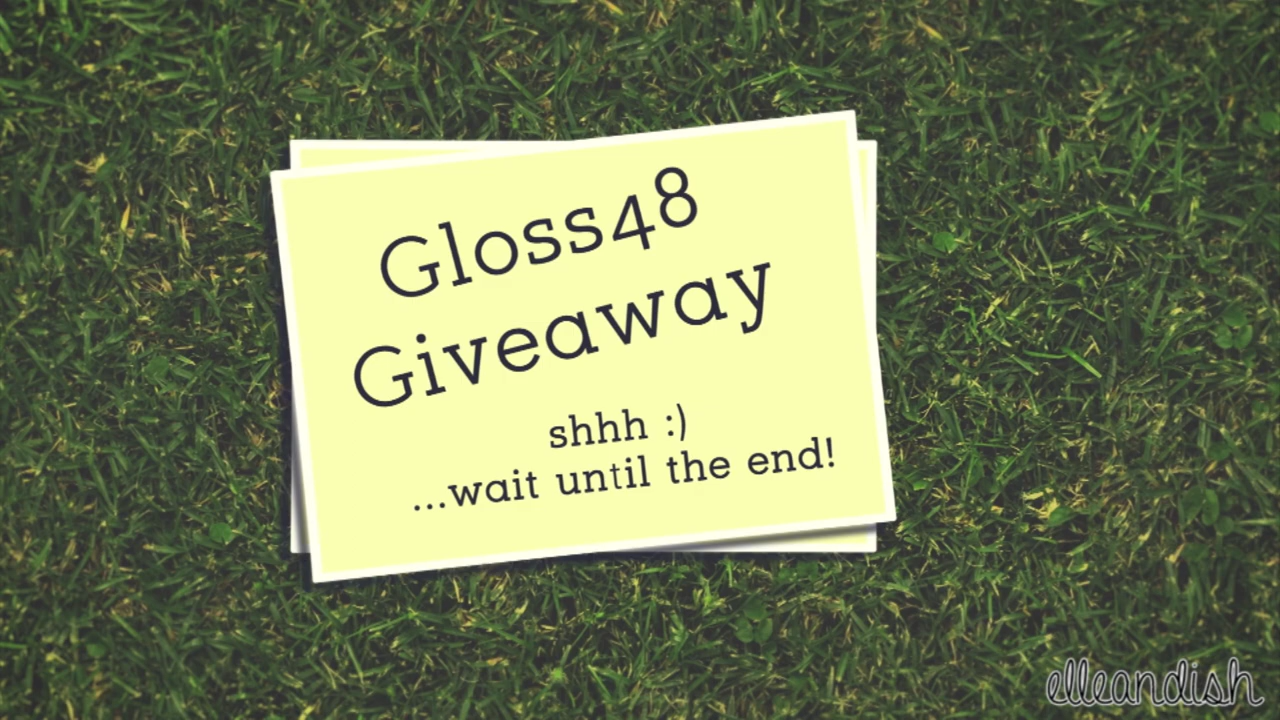 Gloss48
Giveaway
shhh :)
...wait until the end!
elleandish